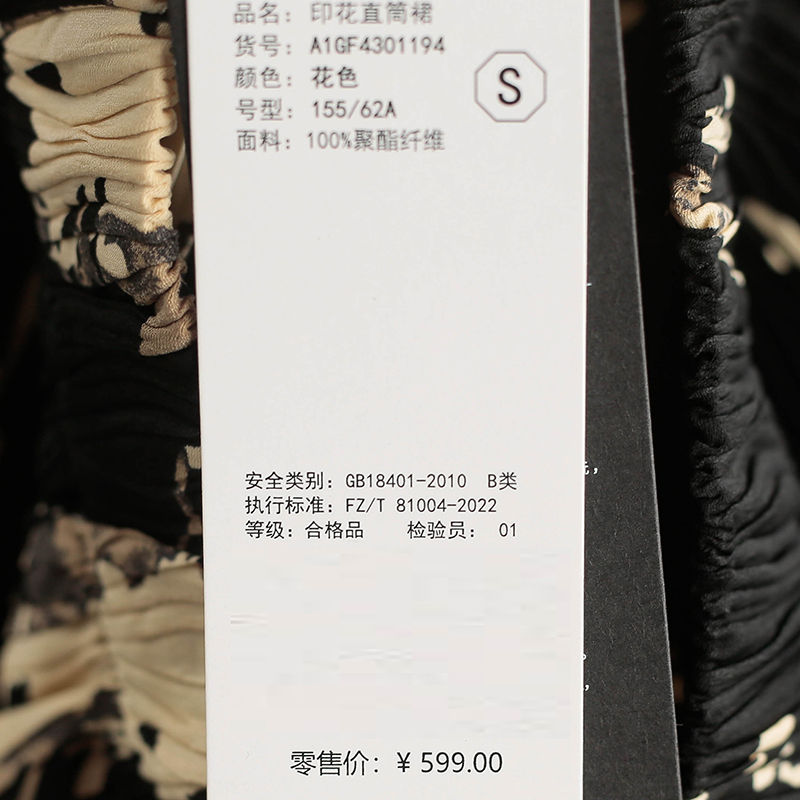 品名：印花直筒裙
货号：A1GF4301194
颜色：花色
号型：155/62A
S
面料：100%聚酯纤维
安全类别：GB18401-2010 B类
执行标准：FZ/T 81004-2022
等级：合格品 检验员： 01
零售价：¥ 599.00